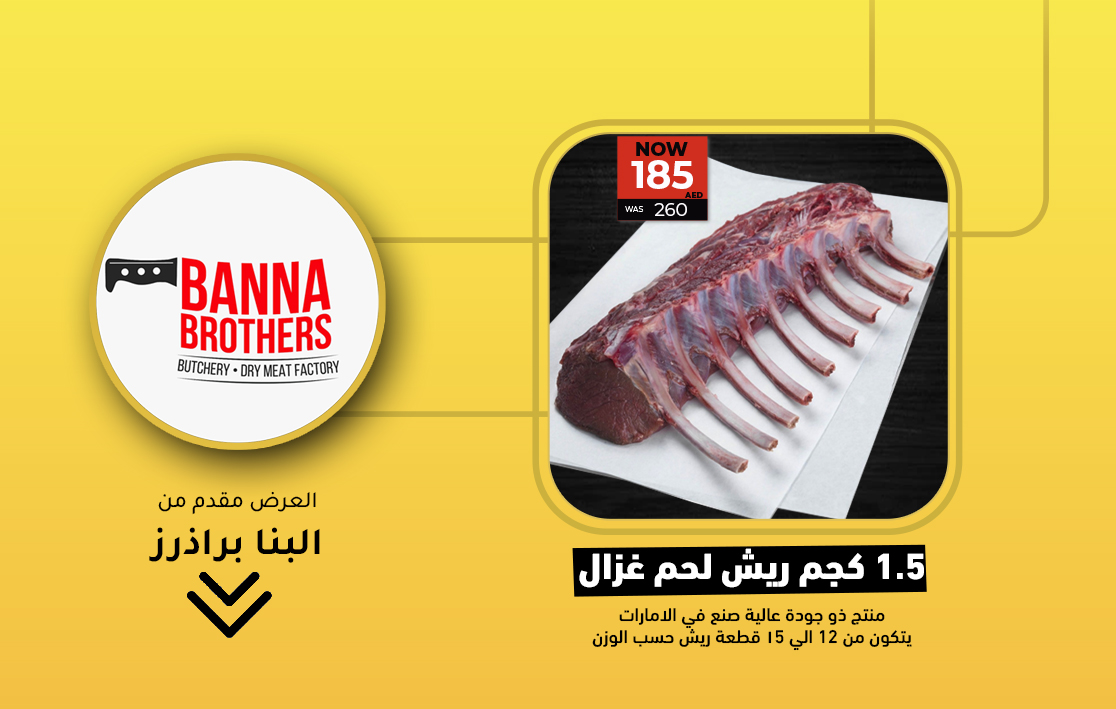 NOW
185
AED
WAS 260
BANNA
BROTHERS
BUTCHERY • DRY MEAT FACTORY
العرض مقدم من
البنا براذرز
1.5 كجم ريش لحم غزال
منتج ذو جودة عالية صنع في الامارات
يتكون من 12 الي ١5 قطعة ريش حسب الوزن